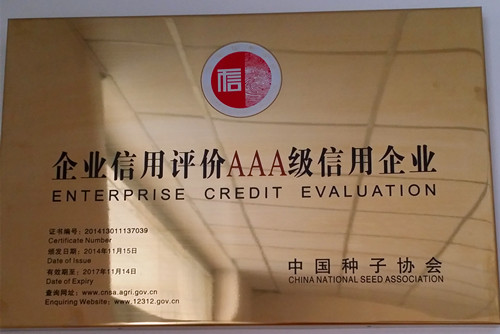 信
企业信用评价AAA级信用企业
ENTERPRISE CREDIT EVALUATION
证书编号：201413011137039
Certificate Number
颁发日期：2014年11月15日
Date of Issue
有效期至：2017年11月14日
Date of Expiry
查询网址：www.cnsa.agri.gov.cn
Enquiring Website：www.12312.gov.cn
中国种子协会
CHINA NATIONAL SEED ASSOCIATION